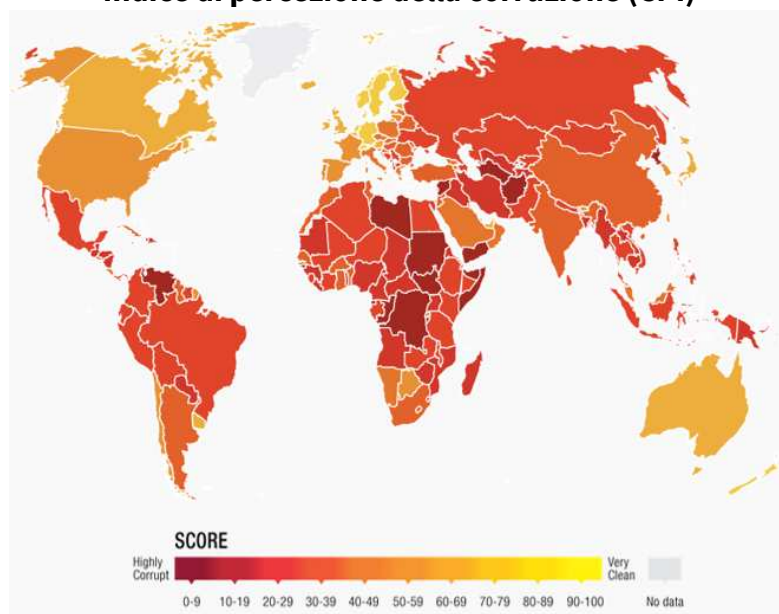 Indice di percezione della corruzione (CPI)
SCORE
Highly Corrupt
Very Clean
0-9 10-19 20-29 30-39 40-49 50-59 60-69 70-79 80-89 90-100 No data